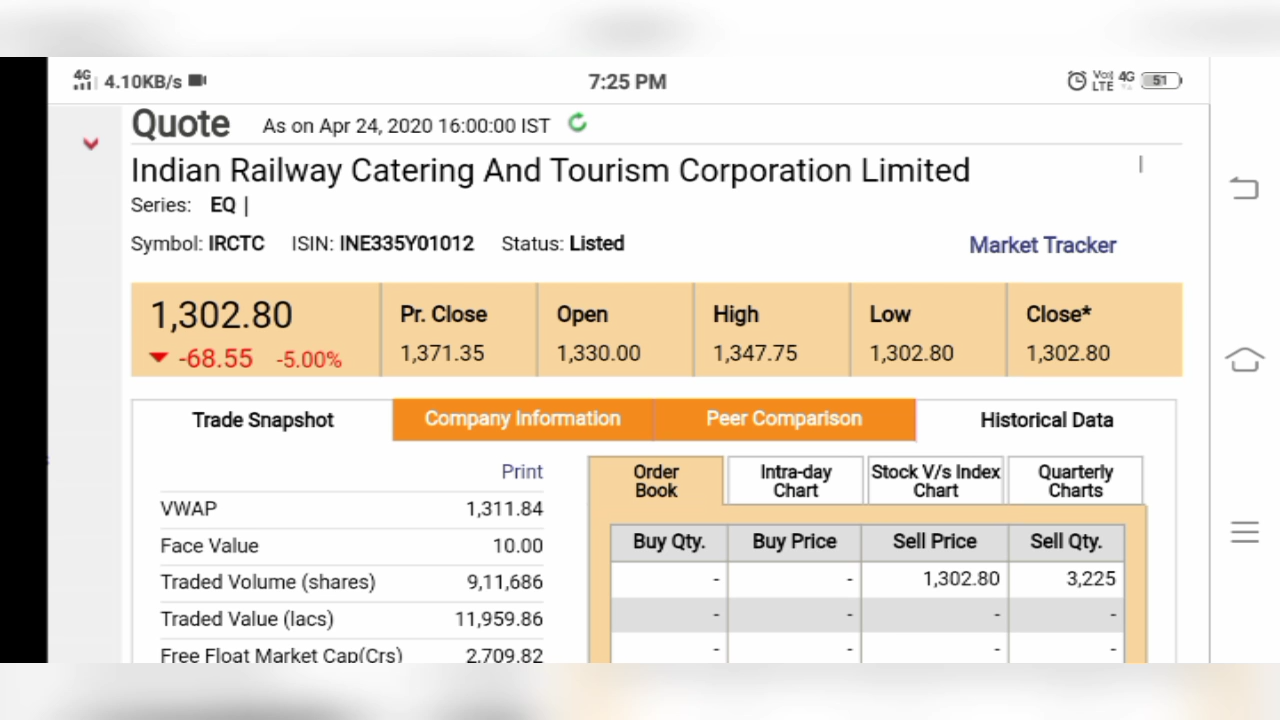 4G 4.10KB/s 7:25 PM Vo) LTE 4G 51
Quote As on Apr 24, 2020 16:00:00 IST
Indian Railway Catering And Tourism Corporation Limited |
Series: EQ |
Symbol: IRCTC ISIN: INE335Y01012 Status: Listed Market Tracker
1,302.80 Pr. Close Open High Low Close*
-68.55 -5.00% 1,371.35 1,330.00 1,347.75 1,302.80 1,302.80
Trade Snapshot Company Information Peer Comparison Historical Data
Print
VWAP 1,311.84
Face Value 10.00
Traded Volume (shares) 9,11,686
Traded Value (lacs) 11,959.86
Free Float Market Cap(Crs) 2,709.82
Order Book Intra-day Chart Stock V/s Index Chart Quarterly Charts
Buy Qty. Buy Price Sell Price Sell Qty.
- - 1,302.80 3,225
- - - -
- - - -